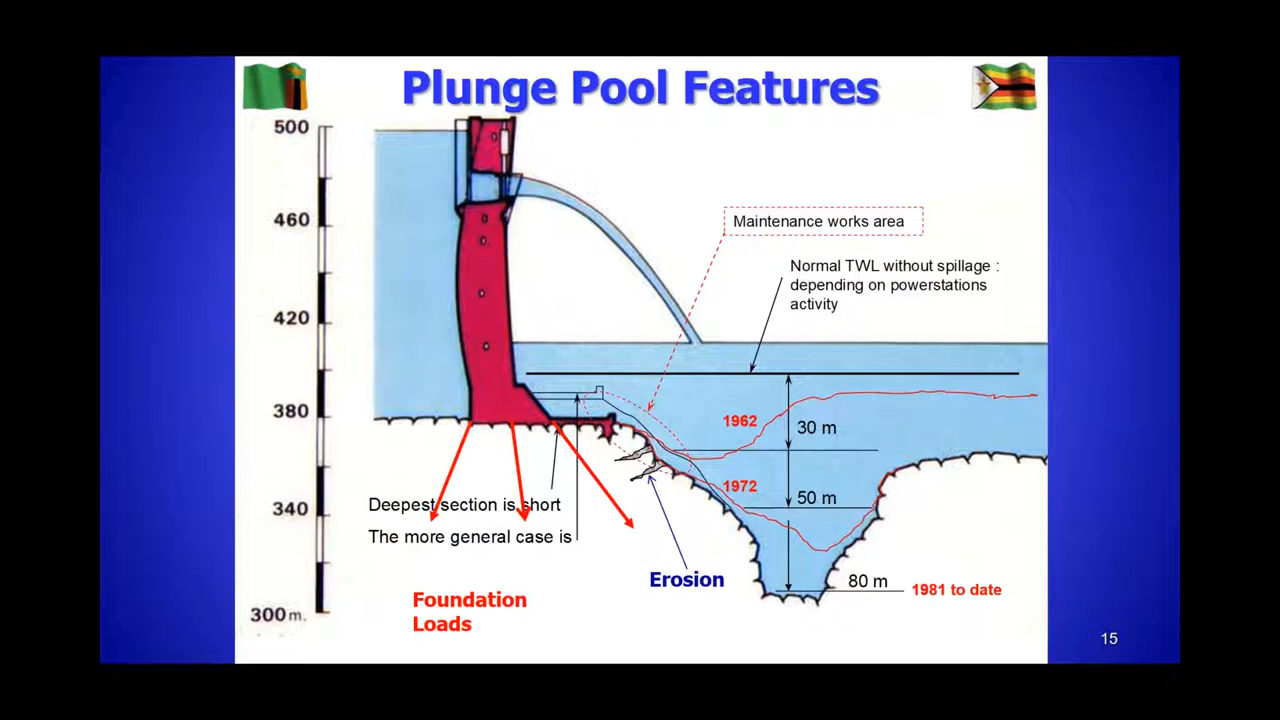 Plunge Pool Features
500
460
420
380
340
300 m.
Maintenance works area
Normal TWL without spillage :
depending on powerstations
activity
1962
30 m
1972
50 m
Deepest section is short
The more general case is
Erosion
80 m
1981 to date
Foundation
Loads
15